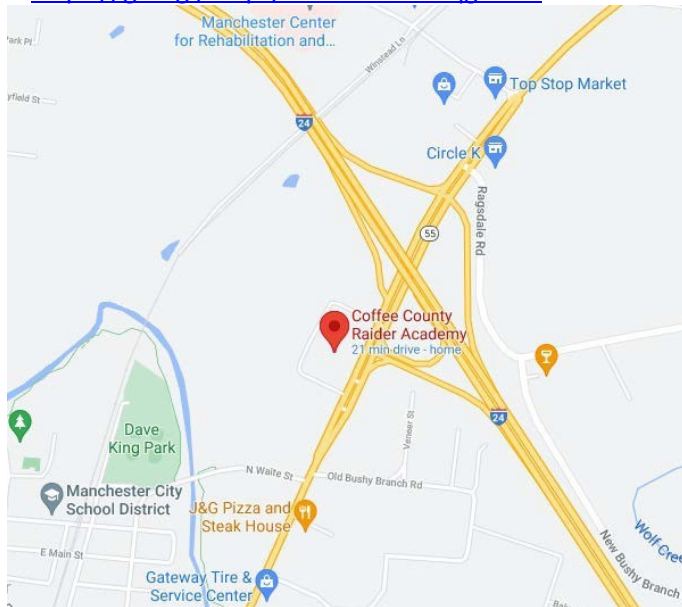 Manchester Center
for Rehabilitation and...
Park Pl
Winstead Ln
yfield St
24
Top Stop Market
Circle K
Ragsdale Rd
55
Coffee County
Raider Academy
21 min drive - home
24
Dave
King Park
Veneer St
N Waite St
Old Bushy Branch Rd
Manchester City
School District
J&G Pizza and
Steak House
E Main St
Wolf Cree
New Bushy Branch
Gateway Tire &
Service Center